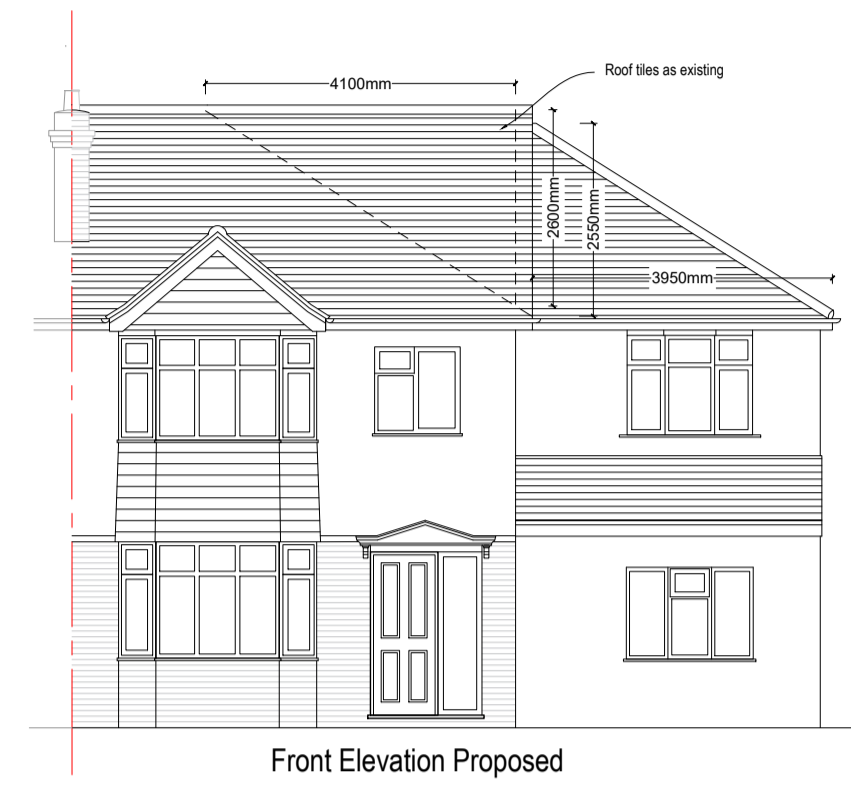 4100mm
Roof tiles as existing
2600mm
2550mm
3950mm
Front Elevation Proposed